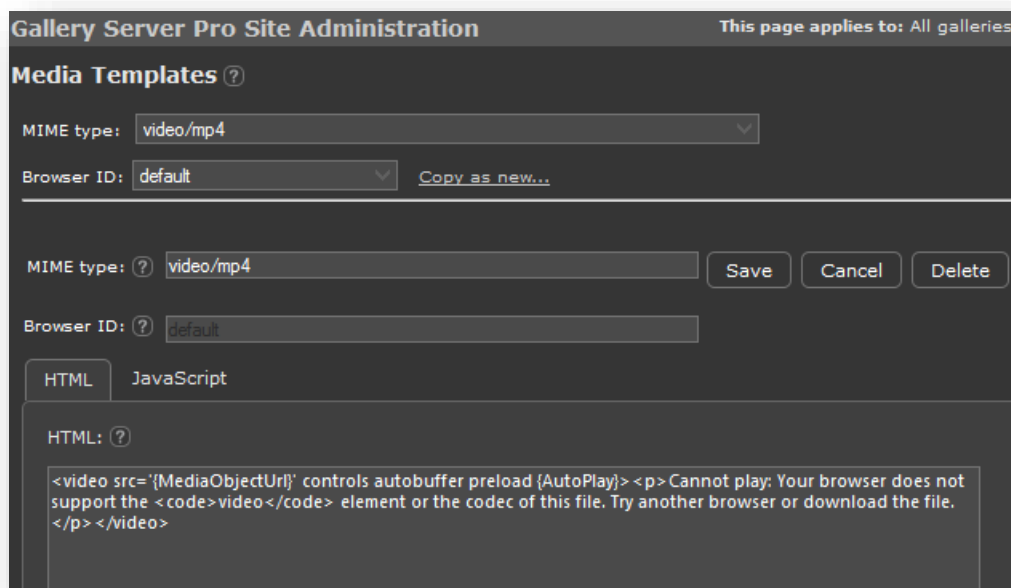 Gallery Server Pro Site Administration
This page applies to: All galleries
Media Templates ?
MIME type: video/mp4
Browser ID: default Copy as new...
MIME type: ? video/mp4 Save Cancel Delete
Browser ID: ? default
HTML JavaScript
HTML: ?
<video src='{MediaObjectUrl}' controls autobuffer preload {AutoPlay}><p>Cannot play: Your browser does not
support the <code>video</code> element or the codec of this file. Try another browser or download the file.
</p></video>